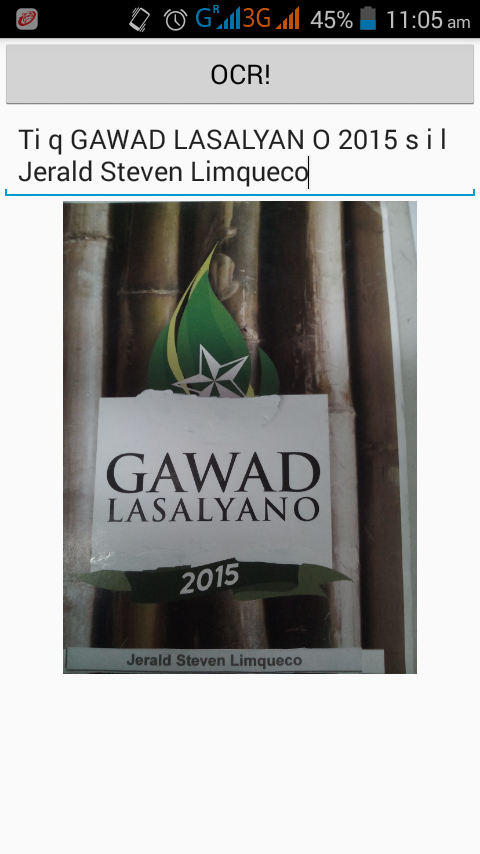 GR 3G 45% 11:05 am
OCR!
Ti q GAWAD LASALYAN O 2015 s i l
Jerald Steven Limqueco
GAWAD
LASALYANO
2015
Jerald Steven Limqueco